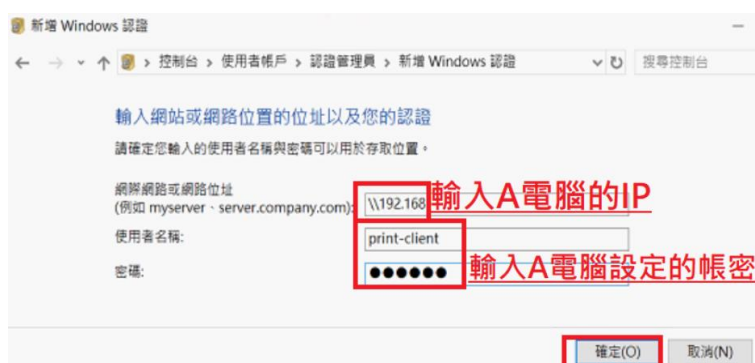 新增 Windows 認證
控制台 › 使用者帳戶 › 認證管理員 › 新增 Windows 認證
搜尋控制台
輸入網站或網路位置的位址以及您的認證
請確定您輸入的使用者名稱與密碼可以用於存取位置。
網際網路或網路位址
(例如 myserver、server.company.com):
\\192.168
輸入A電腦的IP
使用者名稱:
print-client
密碼:
●●●●●●
輸入A電腦設定的帳密
確定(O)
取消(N)